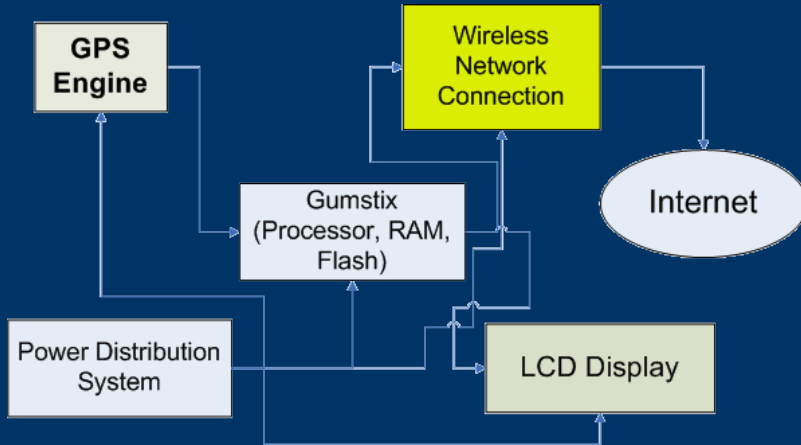 GPS
Engine
Wireless
Network
Connection
Internet
Gumstix
(Processor, RAM,
Flash)
Power Distribution
System
LCD Display